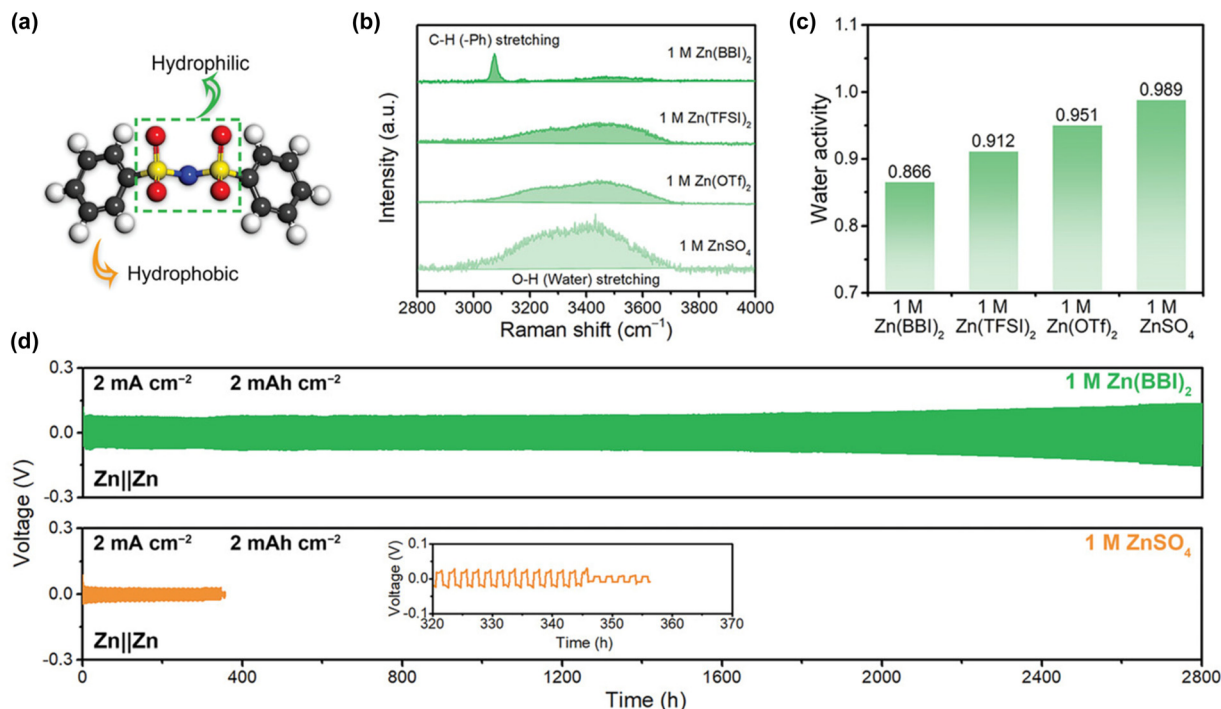 (a)
Hydrophilic
Hydrophobic
(b)
C-H (-Ph) stretching
1 M Zn(BBI)₂
1 M Zn(TFSI)₂
1 M Zn(OTf)₂
1 M ZnSO₄
O-H (Water) stretching
Intensity (a.u.)
2800 3000 3200 3400 3600 3800 4000
Raman shift (cm⁻¹)
(c)
Water activity
1.1
1.0
0.9
0.8
0.7
0.866
0.912
0.951
0.989
1 M 1 M 1 M 1 M
Zn(BBI)₂ Zn(TFSI)₂ Zn(OTf)₂ ZnSO₄
(d)
Voltage (V)
0.3
0.0
-0.3
2 mA cm⁻² 2 mAh cm⁻²
1 M Zn(BBI)₂
Zn||Zn
0.3
0.0
-0.3
2 mA cm⁻² 2 mAh cm⁻²
1 M ZnSO₄
Zn||Zn
Voltage (V)
0.1
0.0
-0.1
320 330 340 350 360 370
Time (h)
0 400 800 1200 1600 2000 2400 2800
Time (h)